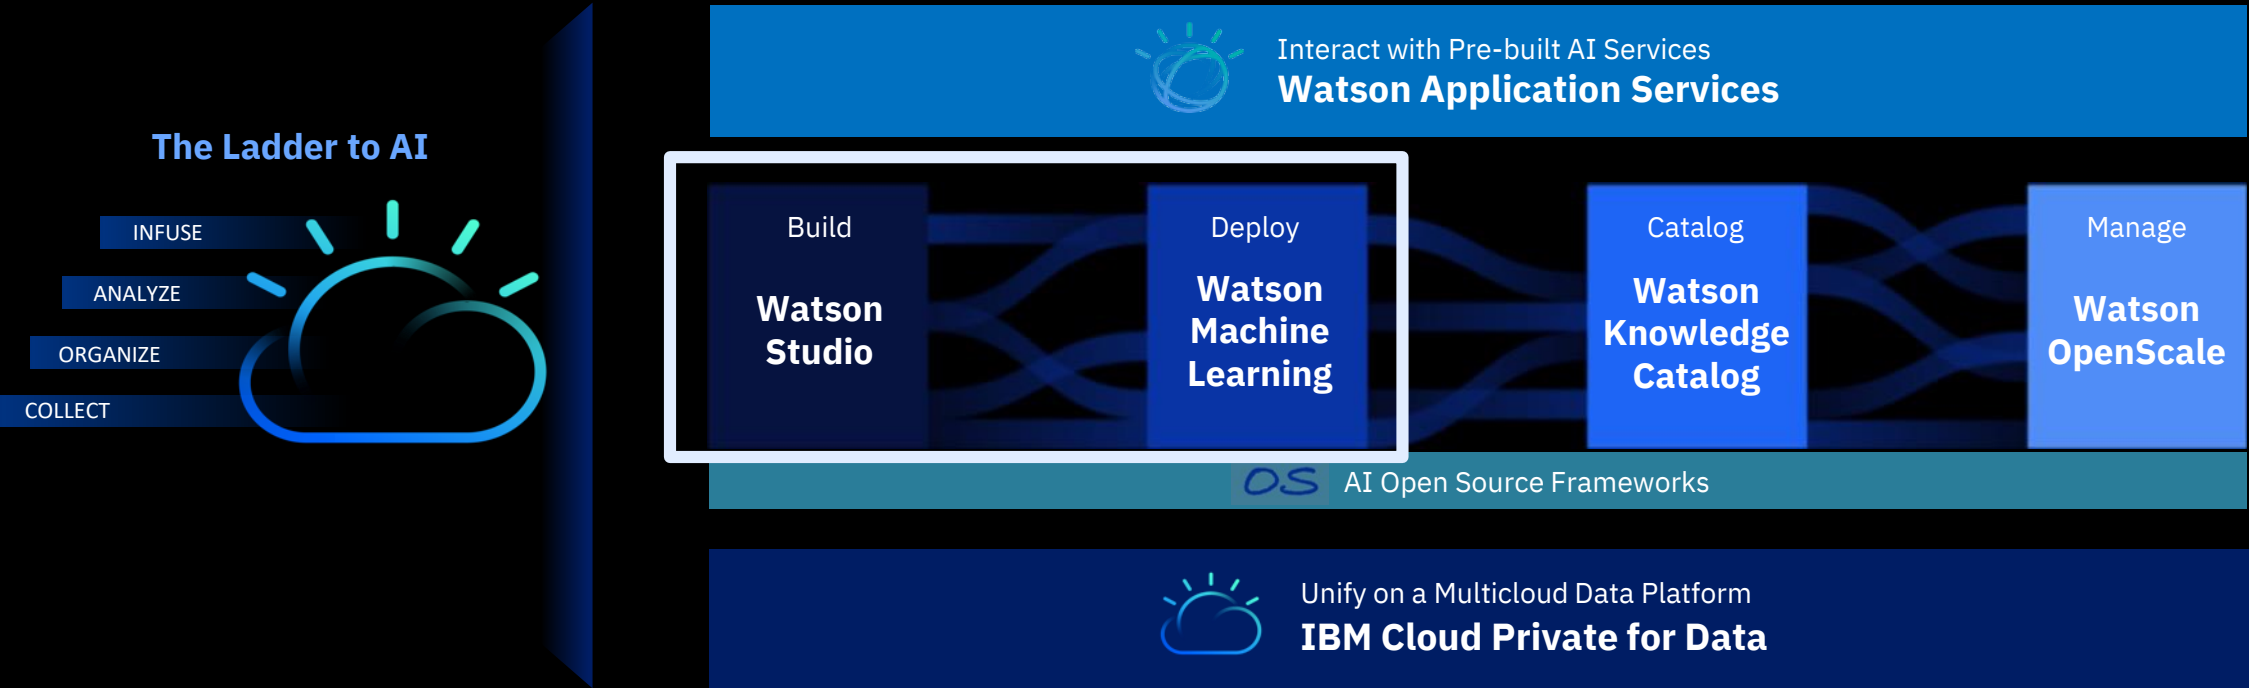 The Ladder to AI
INFUSE
ANALYZE
ORGANIZE
COLLECT
Interact with Pre-built AI Services
Watson Application Services
Build
Watson
Studio
Deploy
Watson
Machine
Learning
Catalog
Watson
Knowledge
Catalog
Manage
Watson
OpenScale
OS AI Open Source Frameworks
Unify on a Multicloud Data Platform
IBM Cloud Private for Data